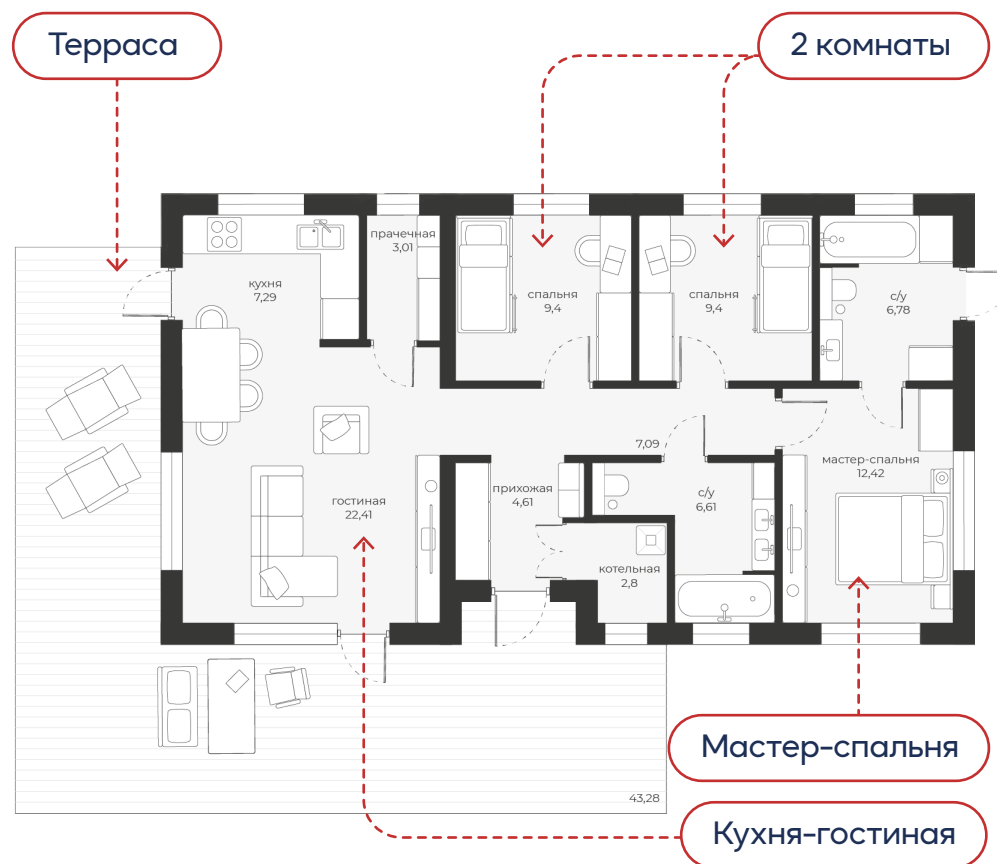 Терраса
2 комнаты
прачечная
3,01
кухня
7,29
спальня
9,4
спальня
9,4
с/у
6,78
7,09
мастер-спальня
12,42
гостиная
22,41
прихожая
4,61
с/у
6,61
котельная
2,8
Мастер-спальня
43,28
Кухня-гостиная